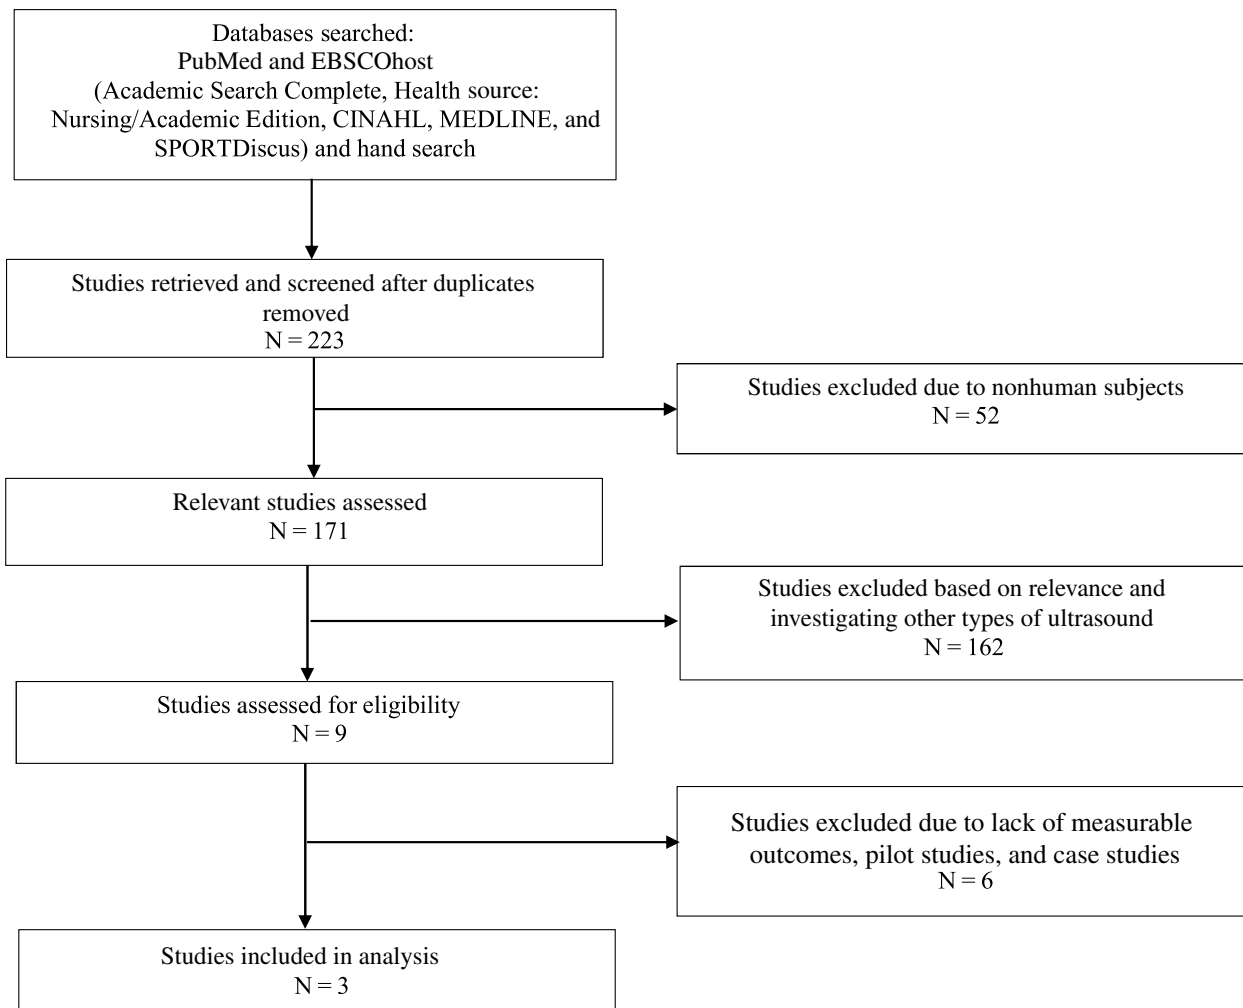 Databases searched:
PubMed and EBSCOhost
(Academic Search Complete, Health source:
Nursing/Academic Edition, CINAHL, MEDLINE, and
SPORTDiscus) and hand search
Studies retrieved and screened after duplicates
removed
N = 223
Studies excluded due to nonhuman subjects
N = 52
Relevant studies assessed
N = 171
Studies excluded based on relevance and
investigating other types of ultrasound
N = 162
Studies assessed for eligibility
N = 9
Studies excluded due to lack of measurable
outcomes, pilot studies, and case studies
N = 6
Studies included in analysis
N = 3